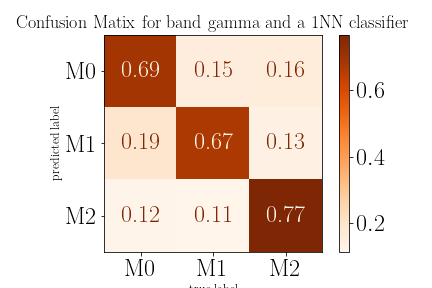 Confusion Matix for band gamma and a 1NN classifier
M0 0.69 0.15 0.16
M1 0.19 0.67 0.13
M2 0.12 0.11 0.77
M0 M1 M2
predicted label
true label
0.6
0.4
0.2